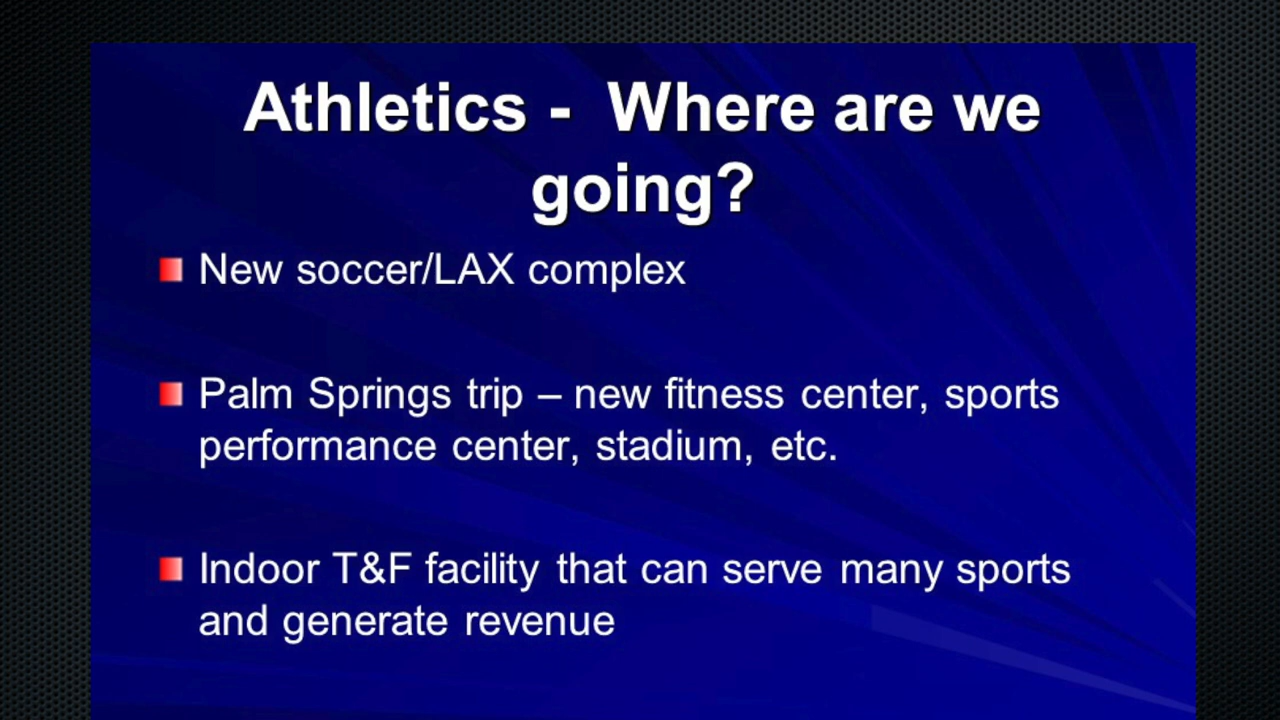 Athletics - Where are we
going?
New soccer/LAX complex
Palm Springs trip – new fitness center, sports
performance center, stadium, etc.
Indoor T&F facility that can serve many sports
and generate revenue